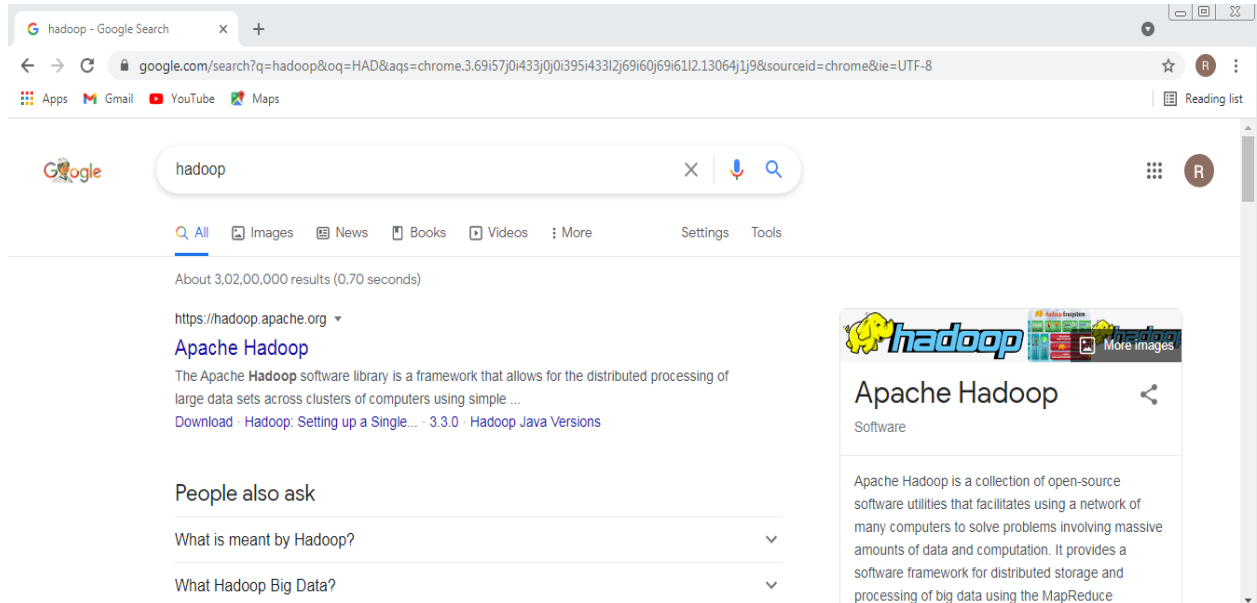 hadoop - Google Search
google.com/search?q=hadoop&oq=HAD&aqs=chrome.3.69i57j0i433j0j0i395i433l2j69i60j69i61l2.13064j1j9&sourceid=chrome&ie=UTF-8
R
Apps Gmail YouTube Maps
Reading list
Google
hadoop
R
All Images News Books Videos More Settings Tools
About 3,02,00,000 results (0.70 seconds)
https://hadoop.apache.org
Apache Hadoop
The Apache Hadoop software library is a framework that allows for the distributed processing of
large data sets across clusters of computers using simple ...
Download · Hadoop: Setting up a Single... · 3.3.0 · Hadoop Java Versions
People also ask
What is meant by Hadoop?
What Hadoop Big Data?
hadoop
Hadoop Ecosystem
hadoop
More images
Apache Hadoop
Software
Apache Hadoop is a collection of open-source
software utilities that facilitates using a network of
many computers to solve problems involving massive
amounts of data and computation. It provides a
software framework for distributed storage and
processing of big data using the MapReduce